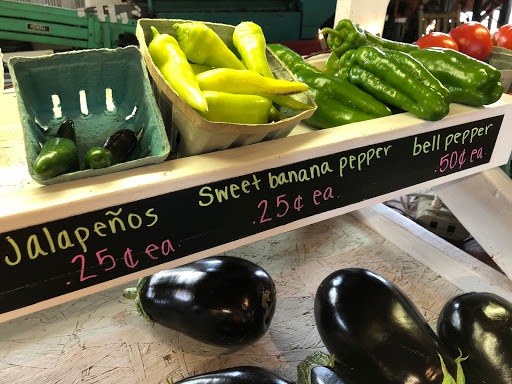 Jalapeños
.25¢ ea
Sweet banana pepper
.25¢ ea.
bell pepper
.50¢ ea.